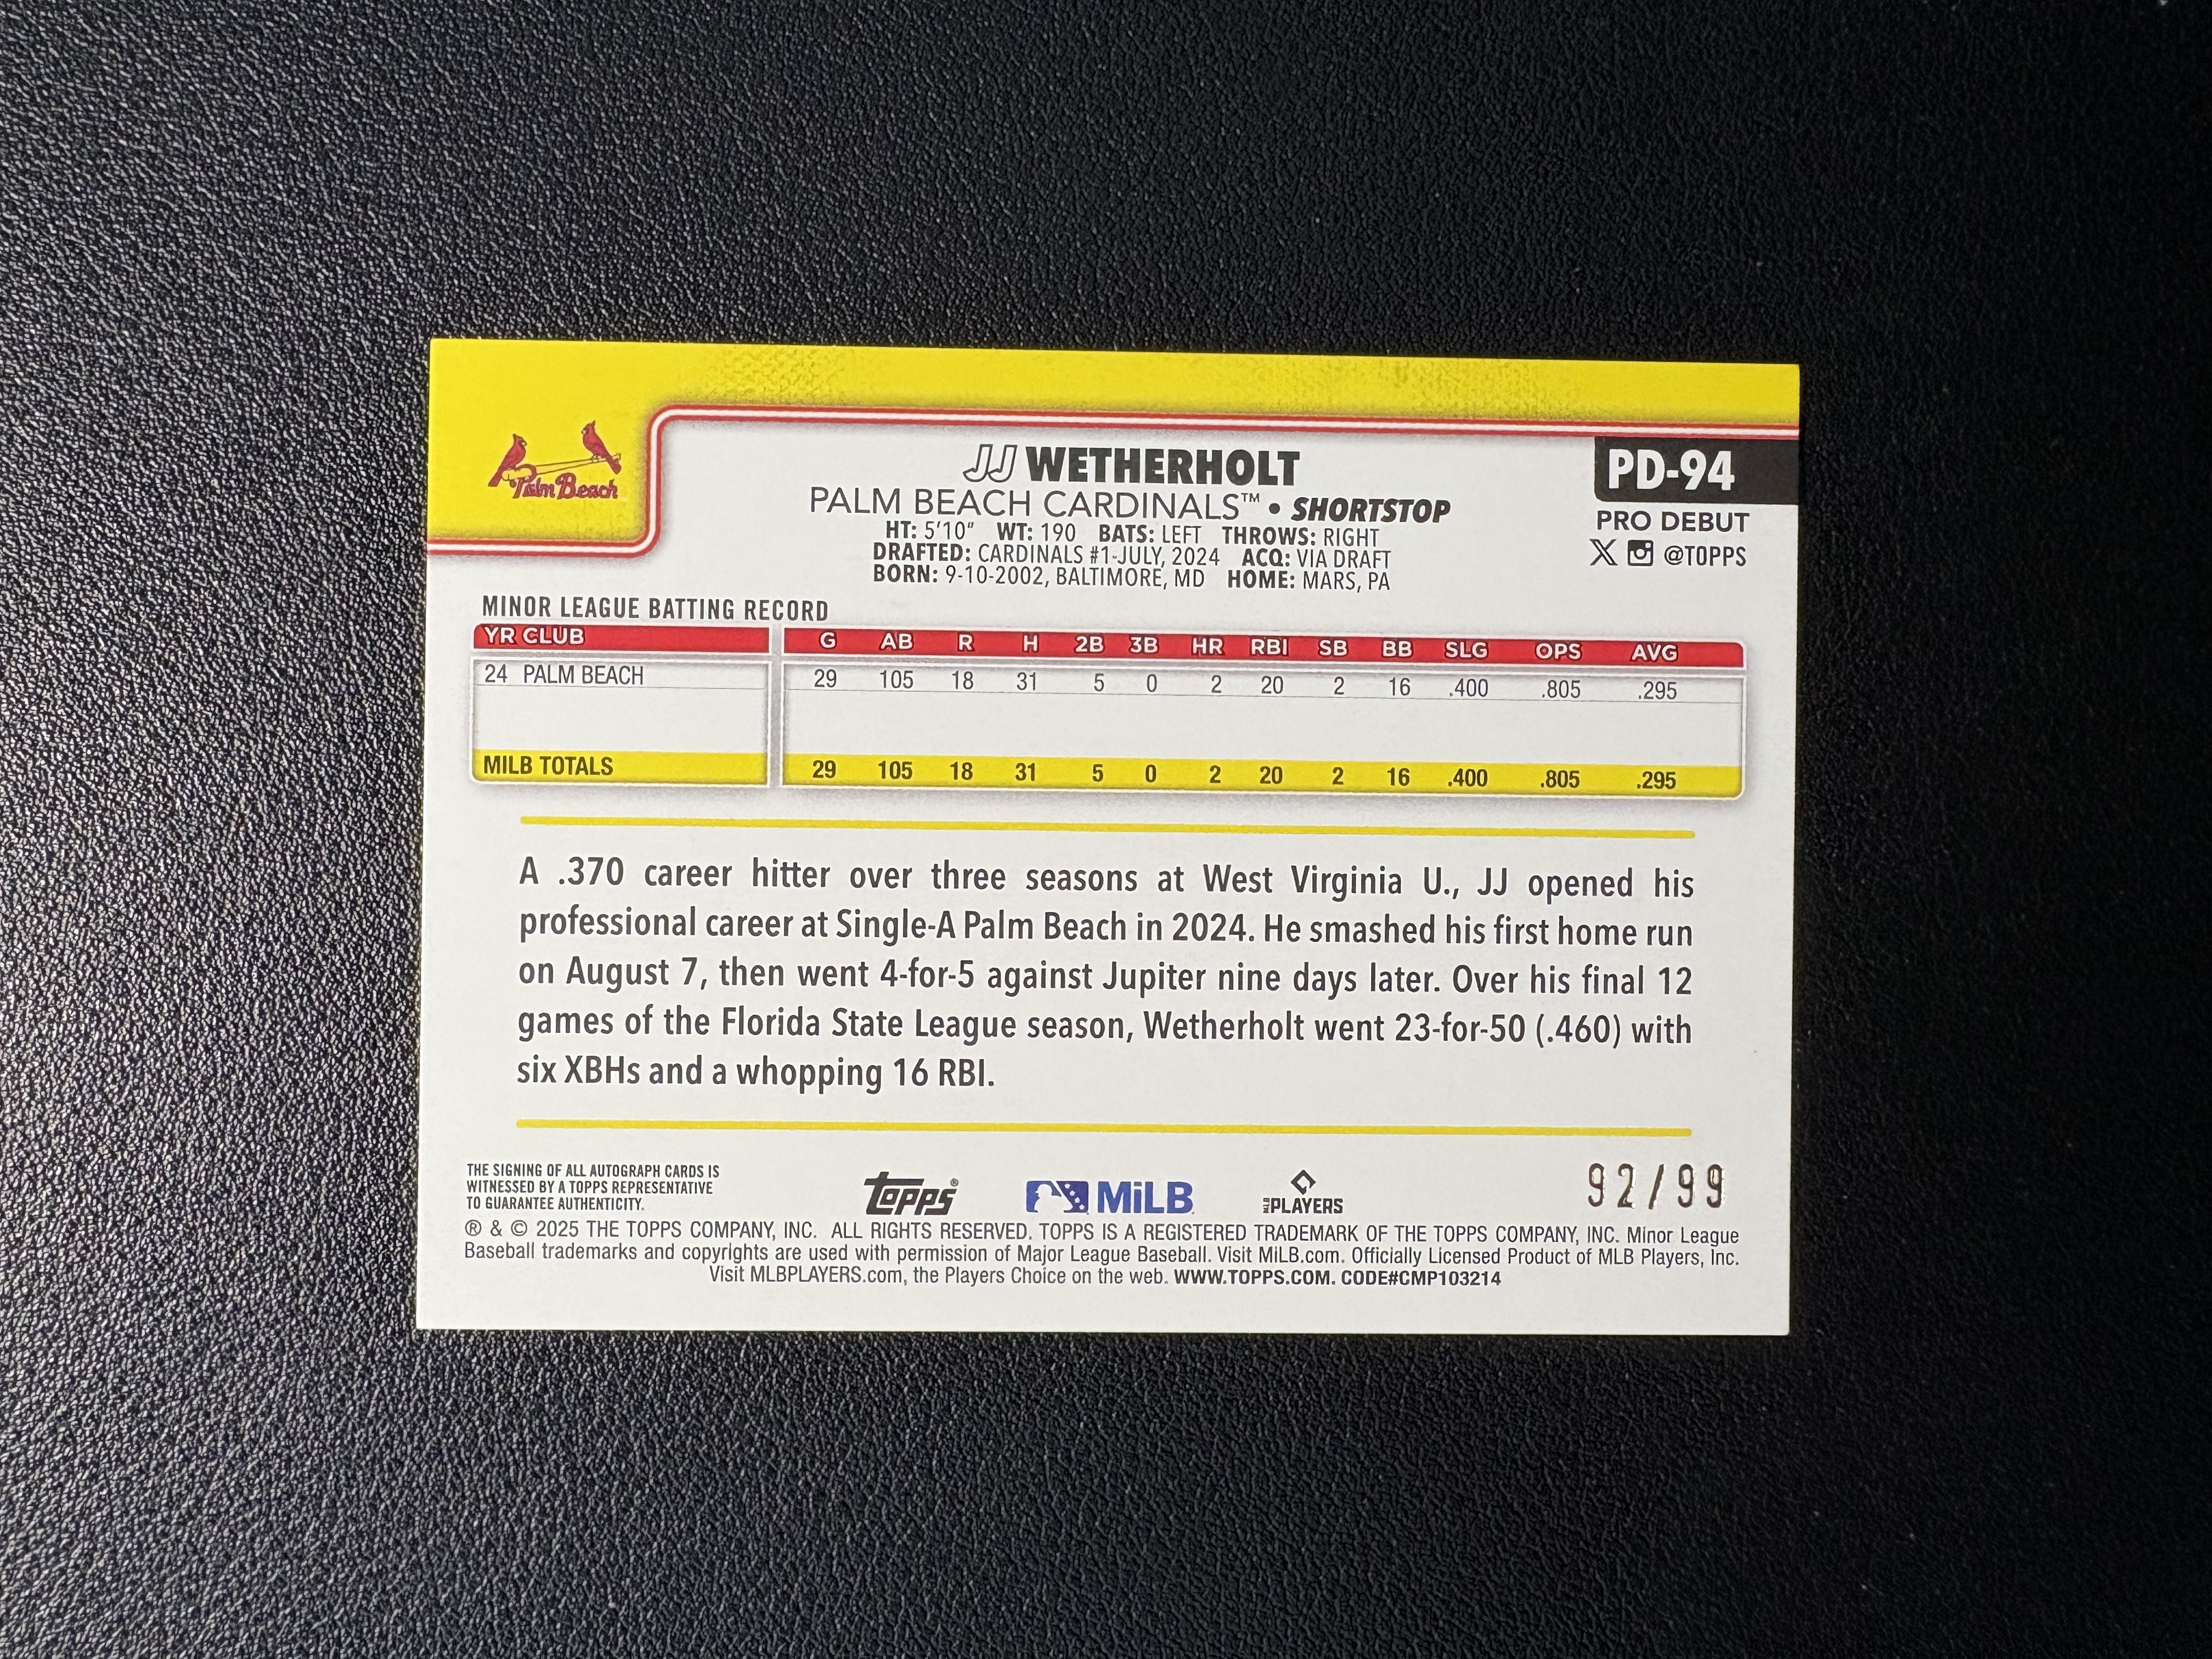 Palm Beach
JJ WETHERHOLT
PALM BEACH CARDINALS™ • SHORTSTOP
HT: 5'10" WT: 190 BATS: LEFT THROWS: RIGHT
DRAFTED: CARDINALS #1-JULY, 2024 ACQ: VIA DRAFT
BORN: 9-10-2002, BALTIMORE, MD HOME: MARS, PA
PD-94
PRO DEBUT
X @TOPPS
MINOR LEAGUE BATTING RECORD
YR CLUB G AB R H 2B 3B HR RBI SB BB SLG OPS AVG
24 PALM BEACH 29 105 18 31 5 0 2 20 2 16 .400 .805 .295
MILB TOTALS 29 105 18 31 5 0 2 20 2 16 .400 .805 .295
A .370 career hitter over three seasons at West Virginia U., JJ opened his
professional career at Single-A Palm Beach in 2024. He smashed his first home run
on August 7, then went 4-for-5 against Jupiter nine days later. Over his final 12
games of the Florida State League season, Wetherholt went 23-for-50 (.460) with
six XBHs and a whopping 16 RBI.
THE SIGNING OF ALL AUTOGRAPH CARDS IS
WITNESSED BY A TOPPS REPRESENTATIVE
TO GUARANTEE AUTHENTICITY.
Topps® MiLB PLAYERS
92/99
® & © 2025 THE TOPPS COMPANY, INC. ALL RIGHTS RESERVED. TOPPS IS A REGISTERED TRADEMARK OF THE TOPPS COMPANY, INC. Minor League
Baseball trademarks and copyrights are used with permission of Major League Baseball. Visit MiLB.com. Officially Licensed Product of MLB Players, Inc.
Visit MLBPLAYERS.com, the Players Choice on the web. WWW.TOPPS.COM. CODE#CMP103214